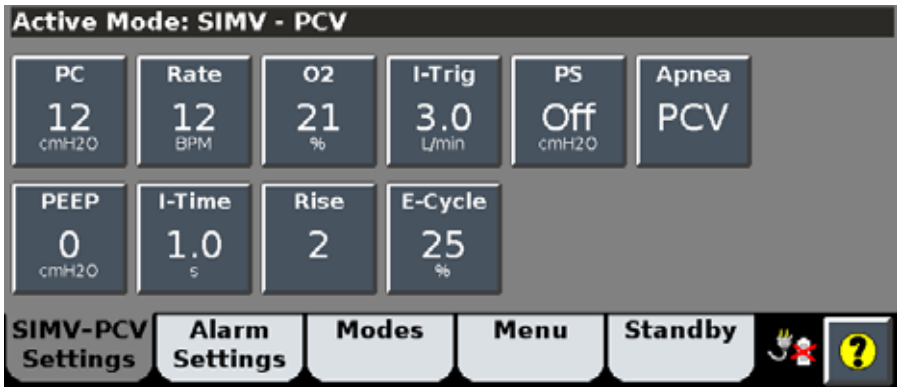 Active Mode: SIMV - PCV
PC Rate O2 I-Trig PS Apnea
12 12 21 3.0 Off PCV
cmH2O BPM % L/min cmH2O
PEEP I-Time Rise E-Cycle
0 1.0 2 25
cmH2O s %
SIMV-PCV Alarm Modes Menu Standby
Settings Settings
?